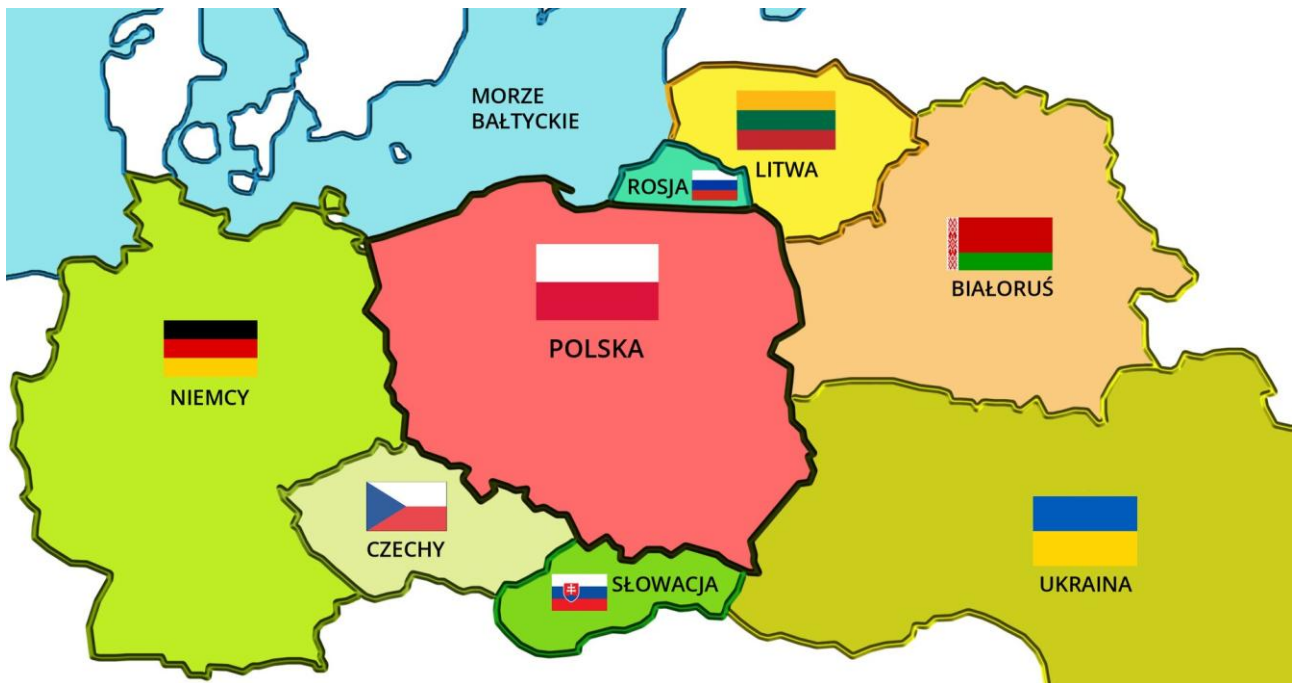 MORZE
BAŁTYCKIE
LITWA
ROSJA
BIAŁORUŚ
POLSKA
NIEMCY
CZECHY
SŁOWACJA
UKRAINA